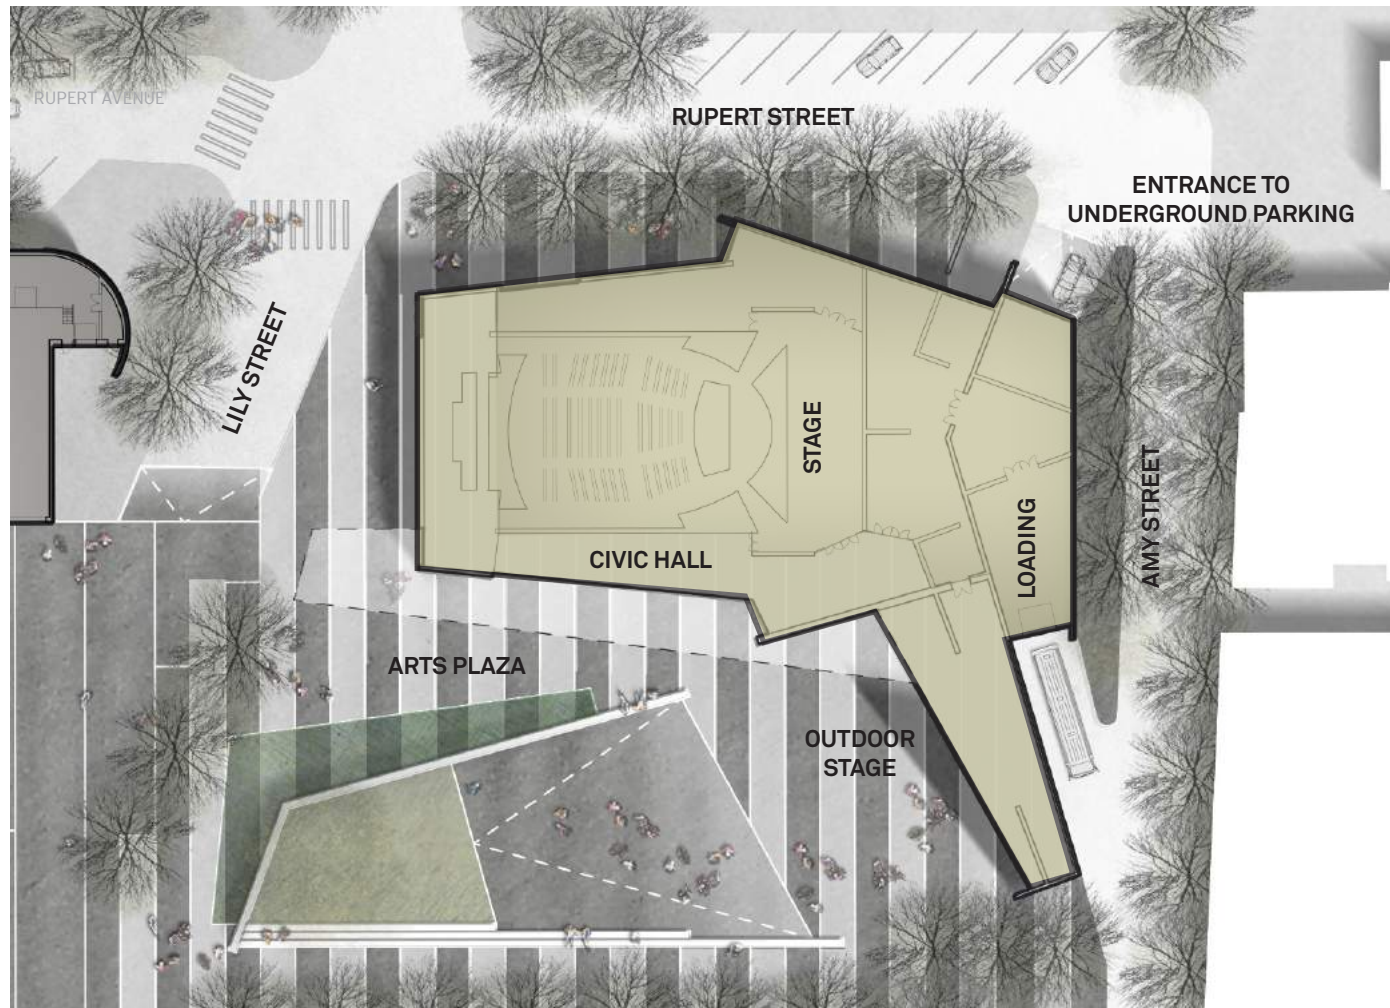 RUPERT AVENUE
RUPERT STREET
ENTRANCE TO
UNDERGROUND PARKING
LILY STREET
STAGE
LOADING
AMY STREET
CIVIC HALL
ARTS PLAZA
OUTDOOR
STAGE